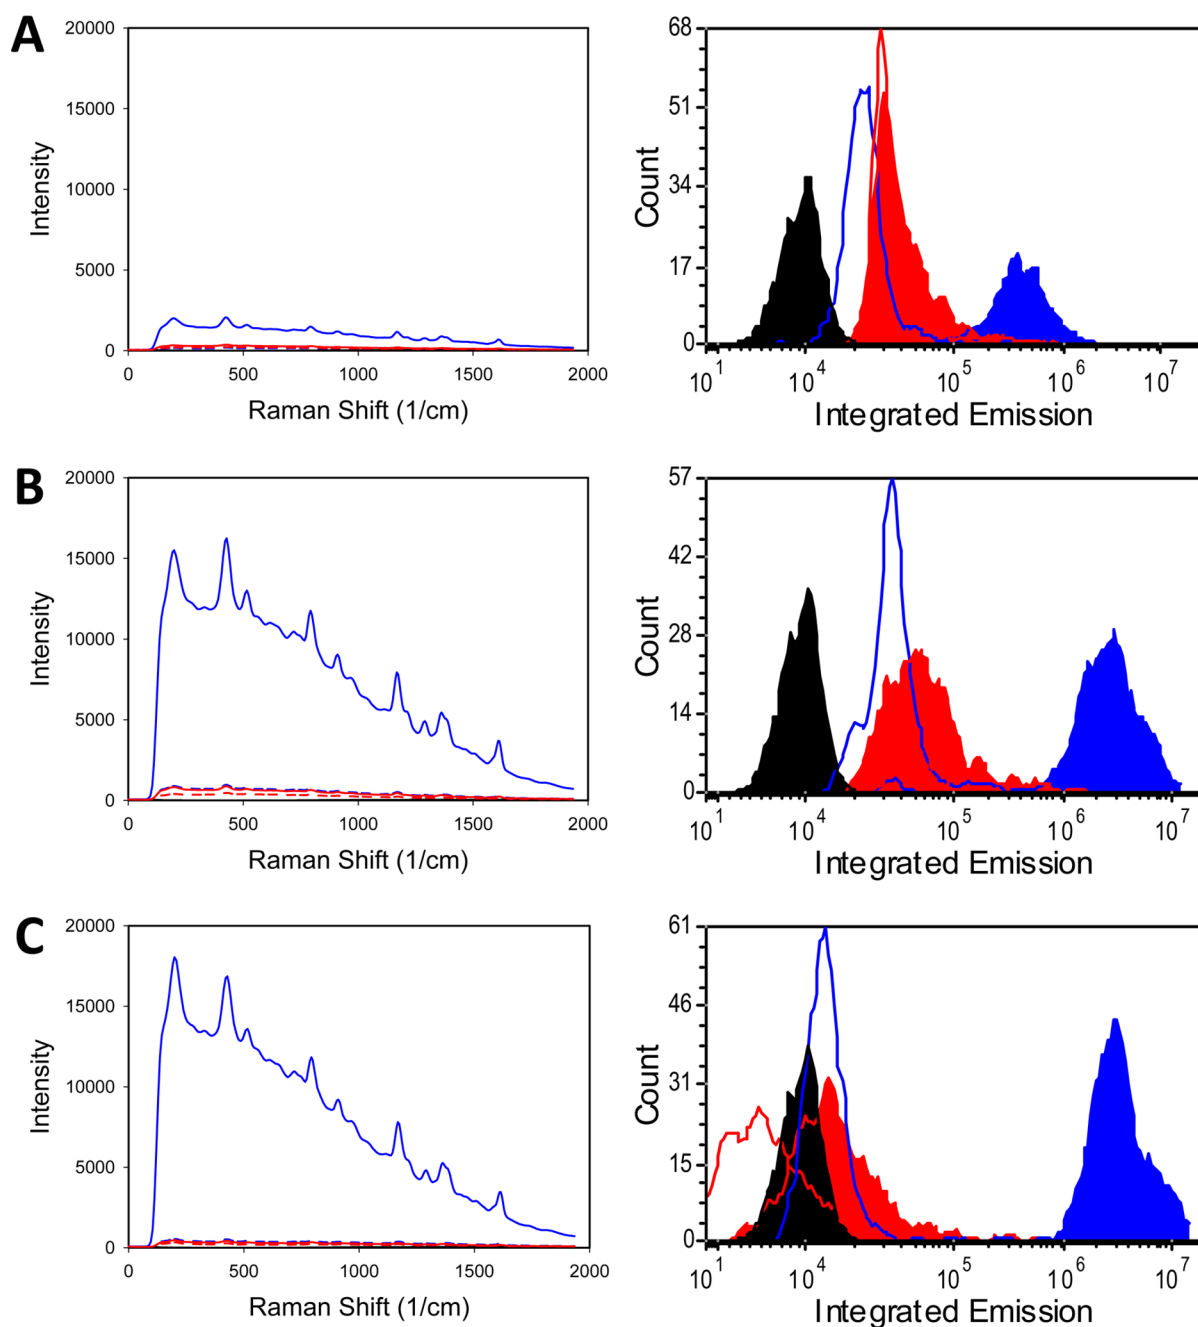 A
20000
15000
10000
5000
0
Intensity
0 500 1000 1500 2000
Raman Shift (1/cm)
68
51
34
17
0
Count
10^1 10^4 10^5 10^6 10^7
Integrated Emission
B
20000
15000
10000
5000
0
Intensity
0 500 1000 1500 2000
Raman Shift (1/cm)
57
42
28
14
0
Count
10^1 10^4 10^5 10^6 10^7
Integrated Emission
C
20000
15000
10000
5000
0
Intensity
0 500 1000 1500 2000
Raman Shift (1/cm)
61
46
31
15
0
Count
10^1 10^4 10^5 10^6 10^7
Integrated Emission